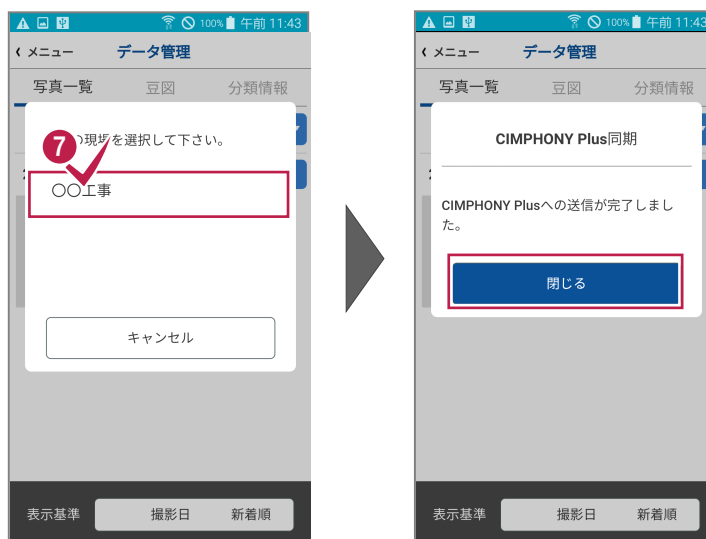 100% 午前 11:43
メニュー データ管理
写真一覧 豆図 分類情報
の現場を選択して下さい。
7
〇〇工事
キャンセル
表示基準 撮影日 新着順
100% 午前 11:43
メニュー データ管理
写真一覧 豆図 分類情報
CIMPHONY Plus同期
CIMPHONY Plusへの送信が完了しまし
た。
閉じる
表示基準 撮影日 新着順